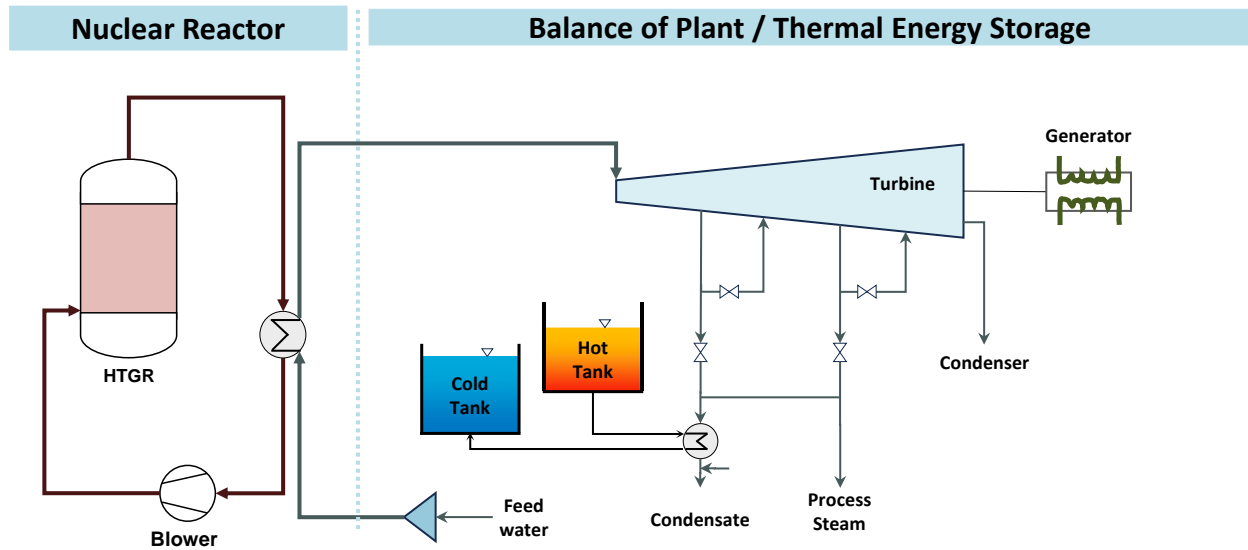 Nuclear Reactor
Balance of Plant / Thermal Energy Storage
Generator
Turbine
Hot
Tank
Cold
Tank
HTGR
Condenser
Feed
water
Condensate
Process
Steam
Blower